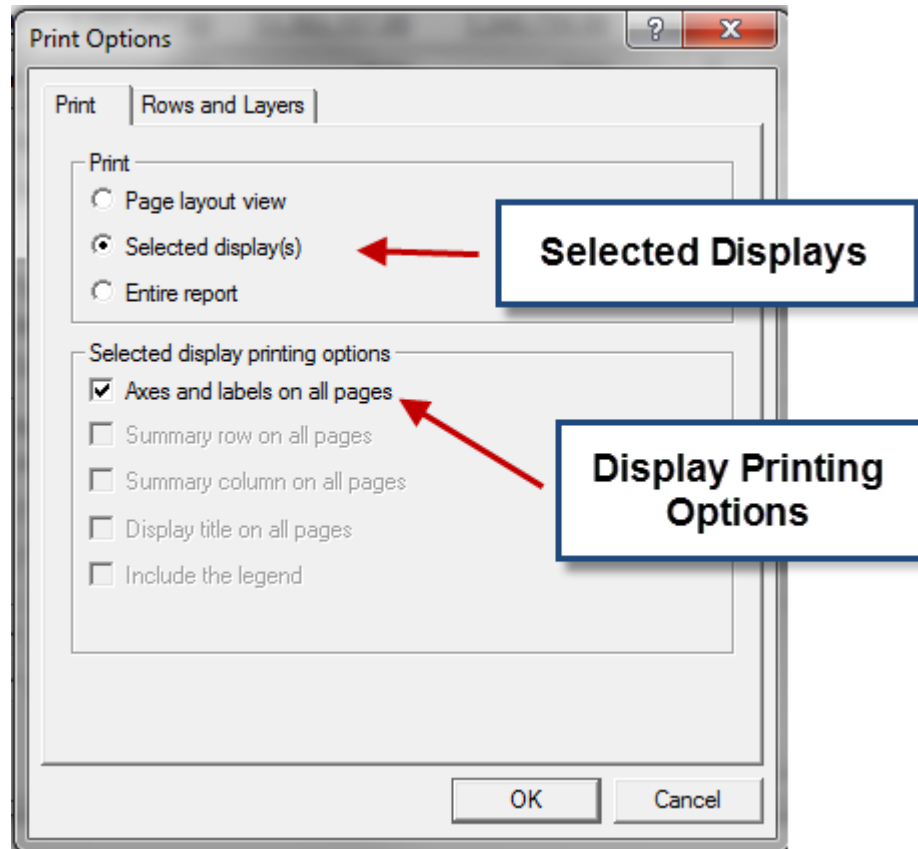 Print Options
Print
Rows and Layers
Print
Page layout view
Selected display(s)
Entire report
Selected Displays
Selected display printing options
Axes and labels on all pages
Summary row on all pages
Summary column on all pages
Display title on all pages
Include the legend
Display Printing
Options
OK
Cancel